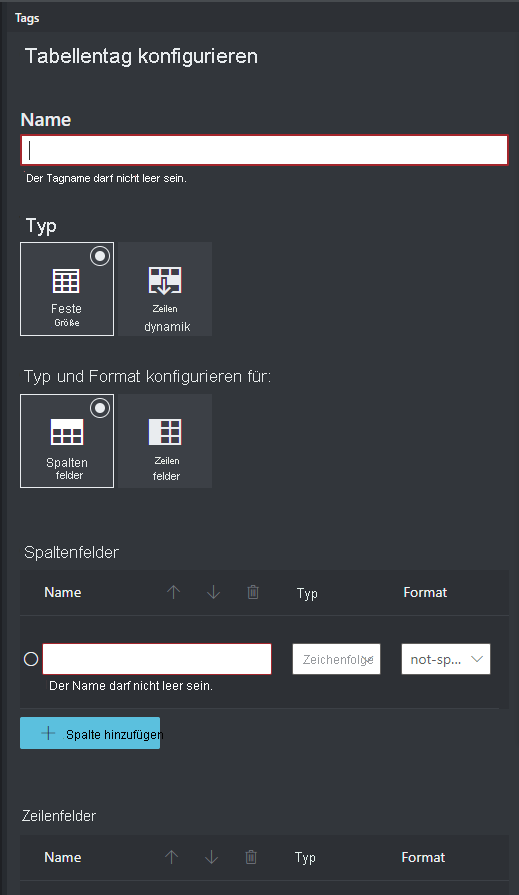 Tags
Tabellentag konfigurieren
Name
Der Tagname darf nicht leer sein.
Typ
Feste
Größe
Zeilen
dynamik
Typ und Format konfigurieren für:
Spalten
felder
Zeilen
felder
Spaltenfelder
Name Typ Format
Zeichenfolge not-sp...
Der Name darf nicht leer sein.
Spalte hinzufügen
Zeilenfelder
Name Typ Format